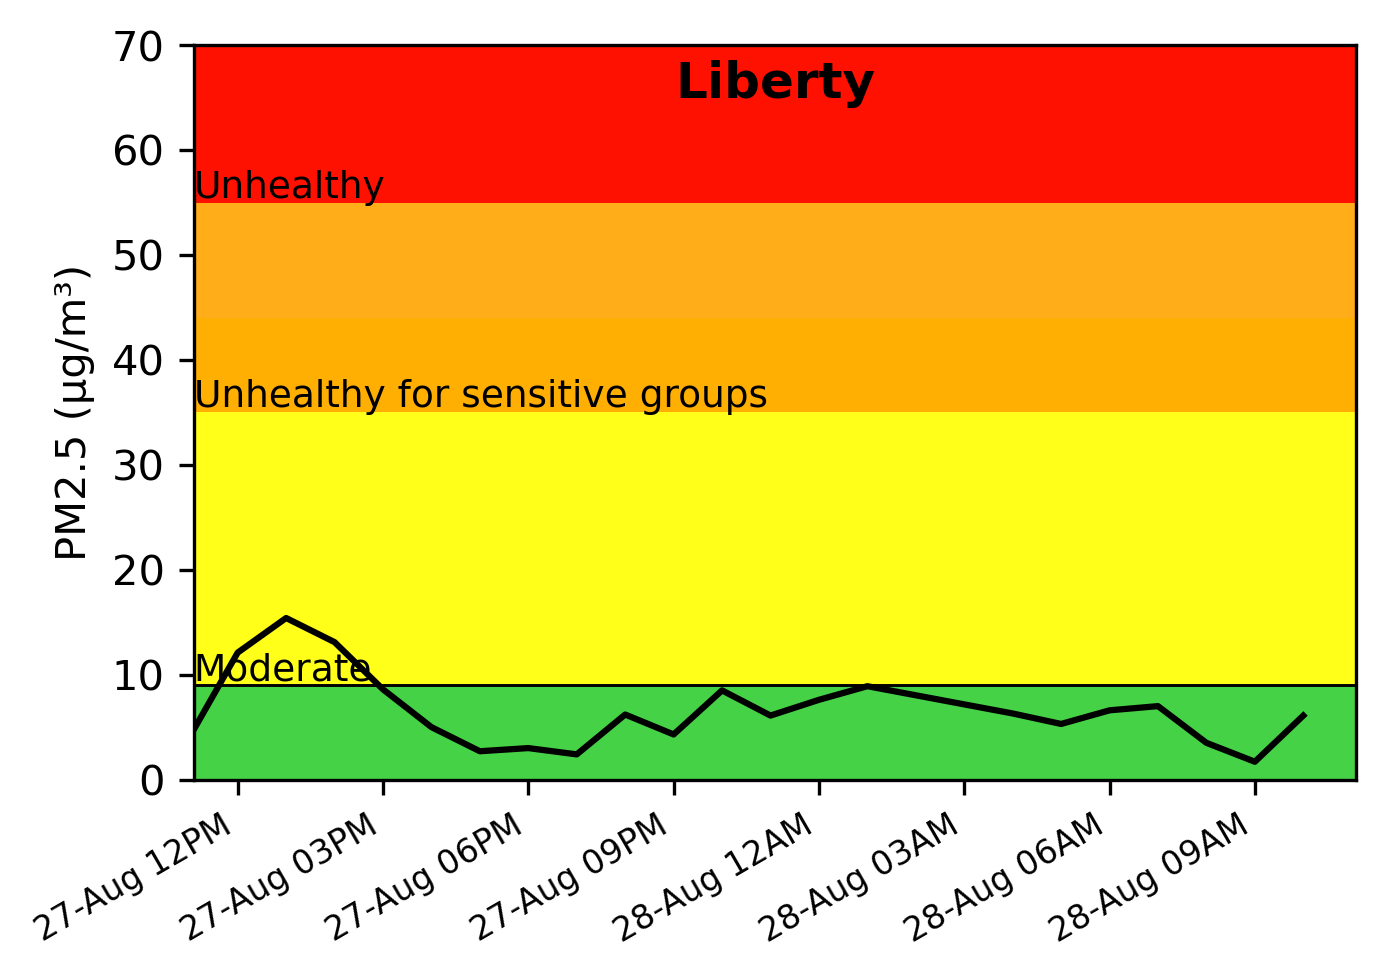 Liberty
PM2.5 (μg/m³)
70
60
50
40
30
20
10
0
Unhealthy
Unhealthy for sensitive groups
Moderate
27-Aug 12PM
27-Aug 03PM
27-Aug 06PM
27-Aug 09PM
28-Aug 12AM
28-Aug 03AM
28-Aug 06AM
28-Aug 09AM